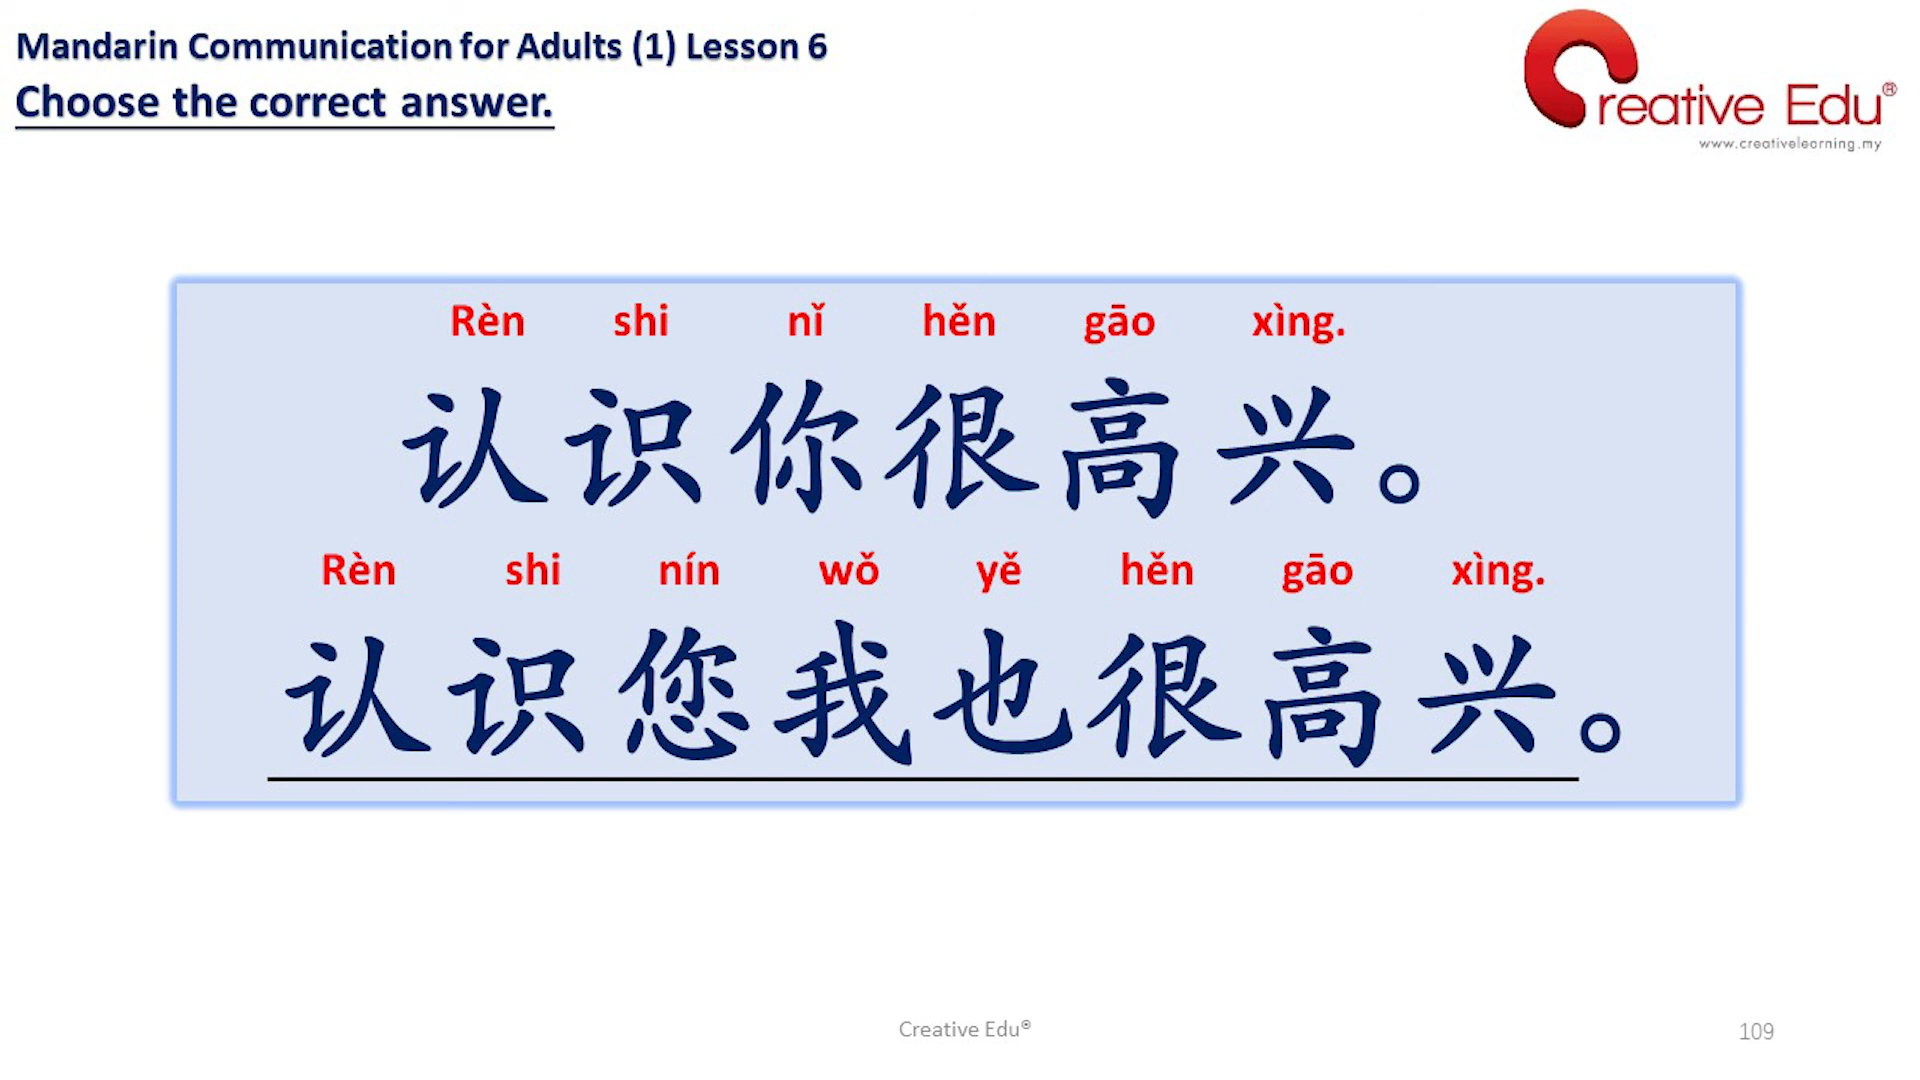 Mandarin Communication for Adults (1) Lesson 6
Choose the correct answer.
Creative Edu®
www.creativelearning.my
Rèn shi nǐ hěn gāo xìng.
认识你很高兴。
Rèn shi nín wǒ yě hěn gāo xìng.
认识您我也很高兴。
Creative Edu®
109